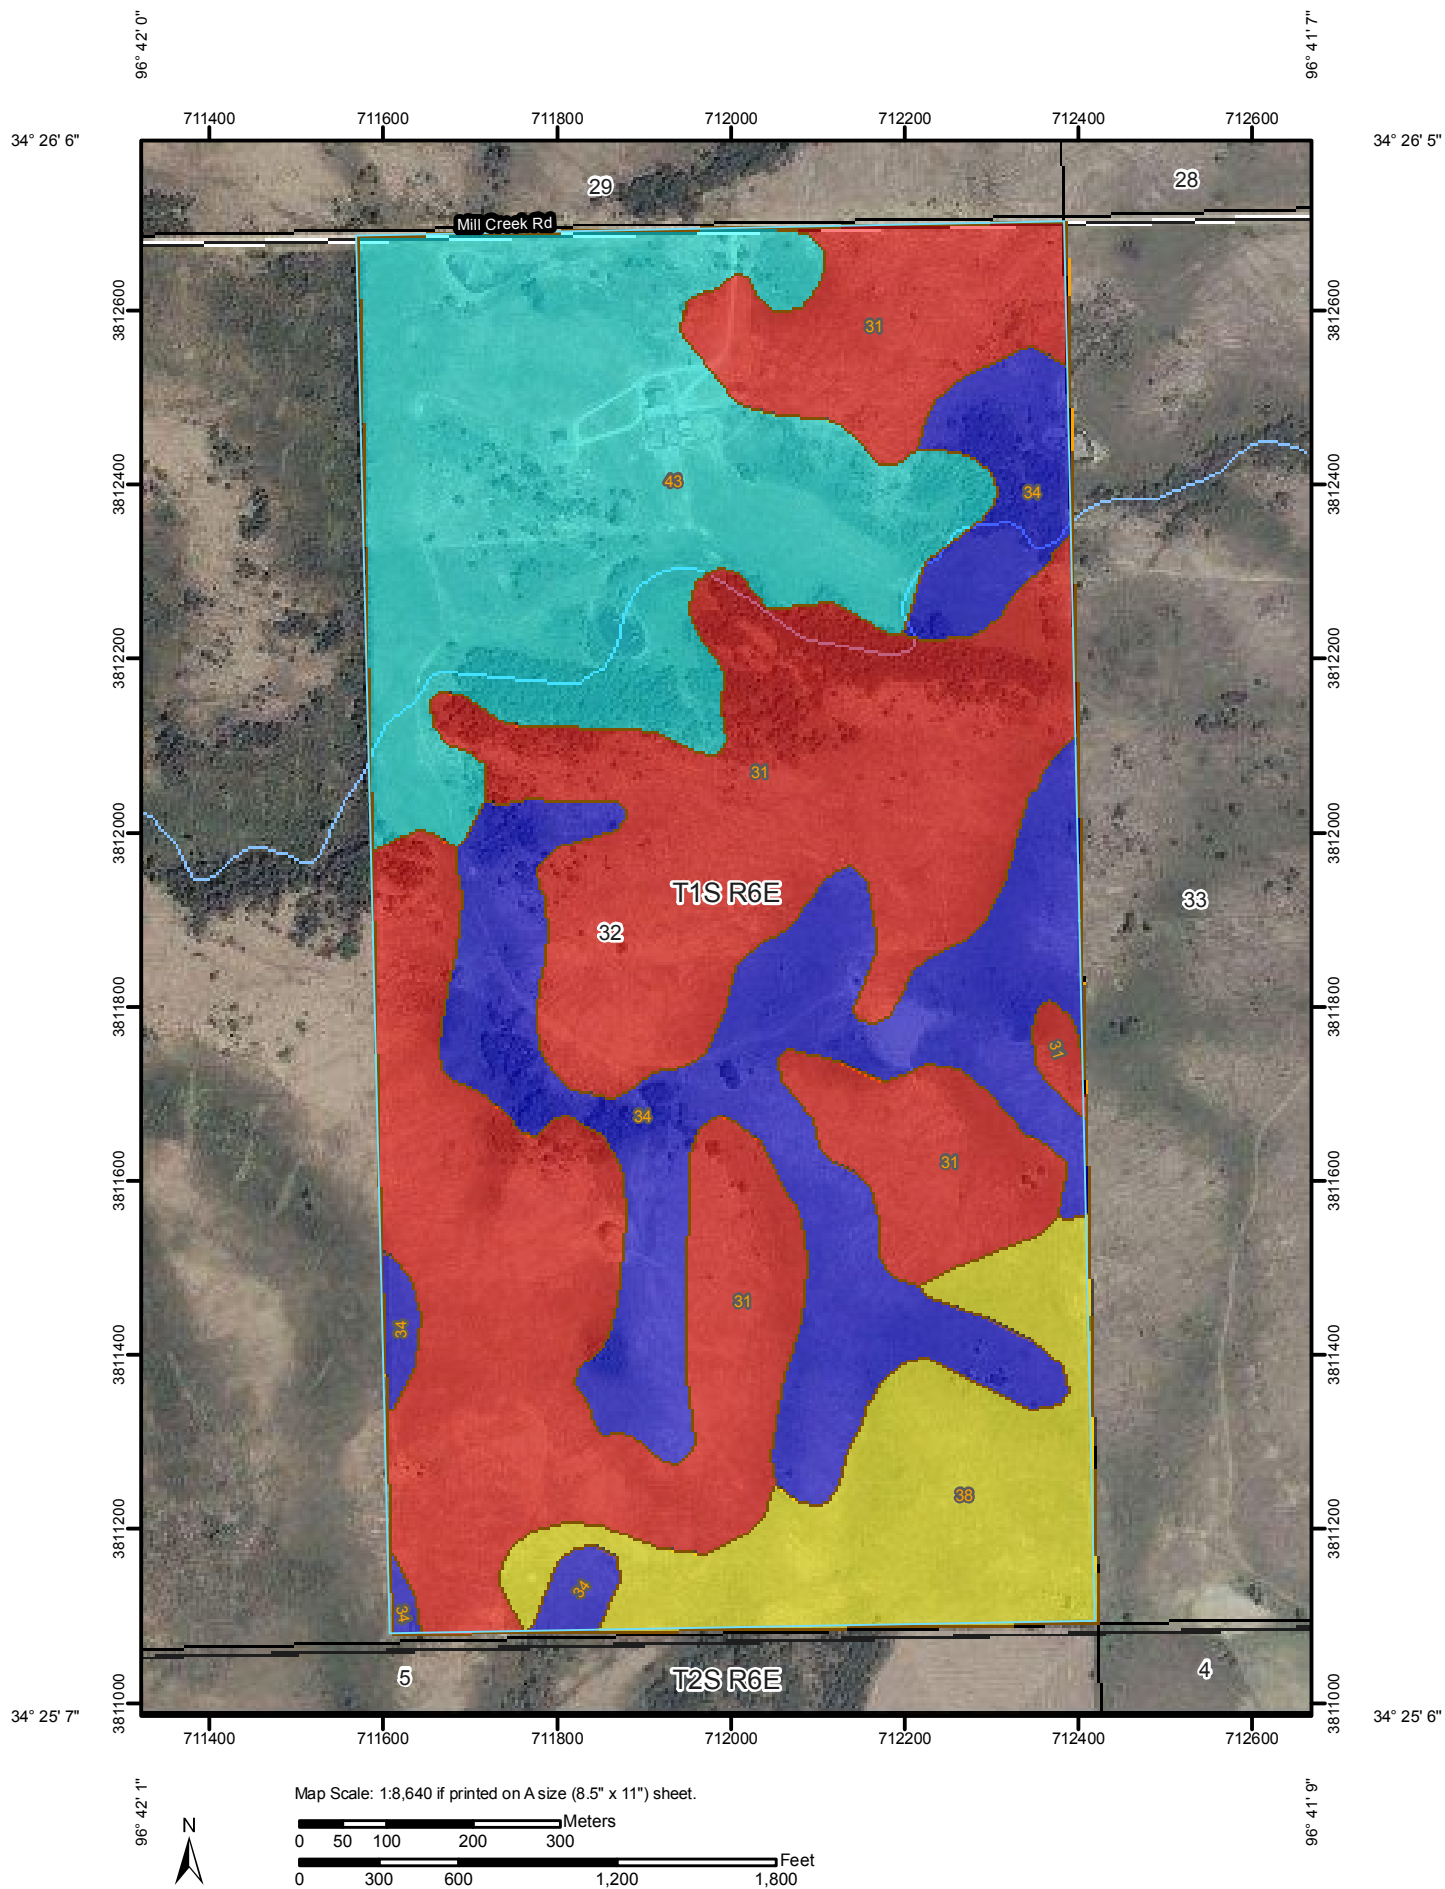 96° 42' 0"
96° 41' 7"
711400 711600 711800 712000 712200 712400 712600
34° 26' 6"
34° 26' 5"
29
28
Mill Creek Rd
3812600
31
3812600
3812400
43
34
3812400
3812200
3812200
31
3812000
3812000
T1S R6E
33
32
3811800
3811800
31
34
31
3811600
3811600
31
34
3811400
3811400
38
3811200
3811200
34
34
5
T2S R6E
4
3811000
3811000
34° 25' 7"
34° 25' 6"
711400 711600 711800 712000 712200 712400 712600
96° 42' 1"
96° 41' 9"
Map Scale: 1:8,640 if printed on A size (8.5" x 11") sheet.
N
Meters
0 50 100 200 300
Feet
0 300 600 1,200 1,800